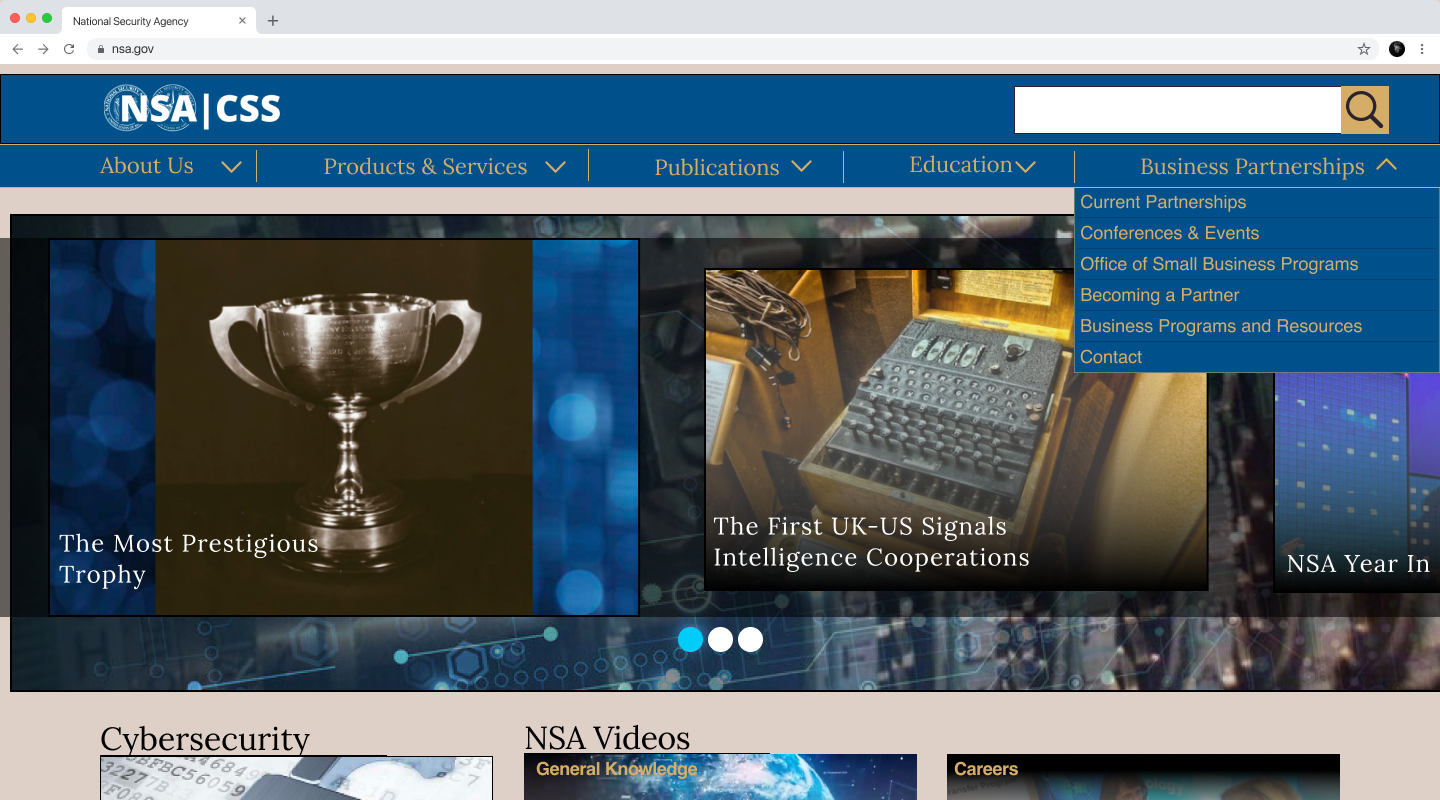 National Security Agency
nsa.gov
NSA|CSS
About Us
Products & Services
Publications
Education
Business Partnerships
Current Partnerships
Conferences & Events
Office of Small Business Programs
Becoming a Partner
Business Programs and Resources
Contact
The Most Prestigious
Trophy
The First UK-US Signals
Intelligence Cooperations
NSA Year In
Cybersecurity
NSA Videos
General Knowledge
Careers